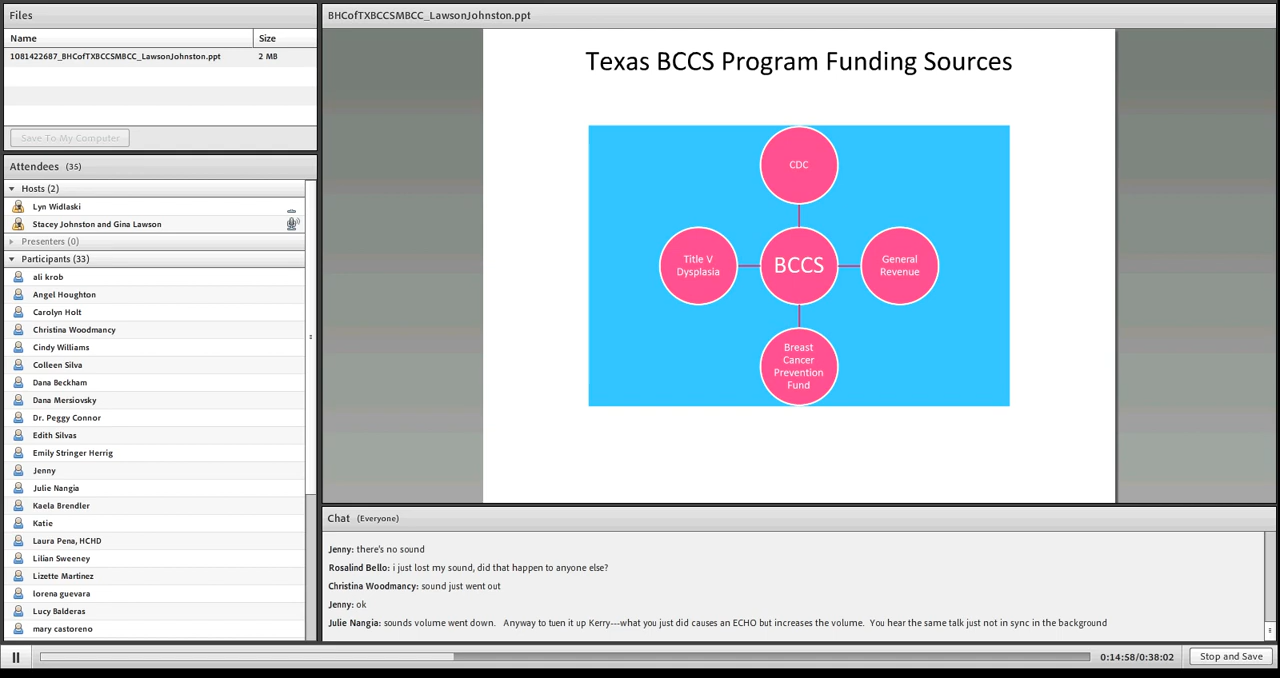 Files
Name
Size
1081422687_BHCofTXBCCSMBCC_LawsonJohnston.ppt
2 MB
Save To My Computer
Attendees (35)
Hosts (2)
Lyn Widlaski
Stacey Johnston and Gina Lawson
Presenters (0)
Participants (33)
ali krob
Angel Houghton
Carolyn Holt
Christina Woodmancy
Cindy Williams
Colleen Silva
Dana Beckham
Dana Mersiovsky
Dr. Peggy Connor
Edith Silvas
Emily Stringer Herrig
Jenny
Julie Nangia
Kaela Brendler
Katie
Laura Pena, HCHD
Lilian Sweeney
Lizette Martinez
lorena guevara
Lucy Balderas
mary castoreno
BHCofTXBCCSMBCC_LawsonJohnston.ppt
Texas BCCS Program Funding Sources
CDC
Title V
Dysplasia
BCCS
General
Revenue
Breast
Cancer
Prevention
Fund
Chat (Everyone)
Jenny: there's no sound
Rosalind Bello: i just lost my sound, did that happen to anyone else?
Christina Woodmancy: sound just went out
Jenny: ok
Julie Nangia: sounds volume went down. Anyway to tuen it up Kerry---what you just did causes an ECHO but increases the volume. You hear the same talk just not in sync in the background
0:14:58/0:38:02
Stop and Save